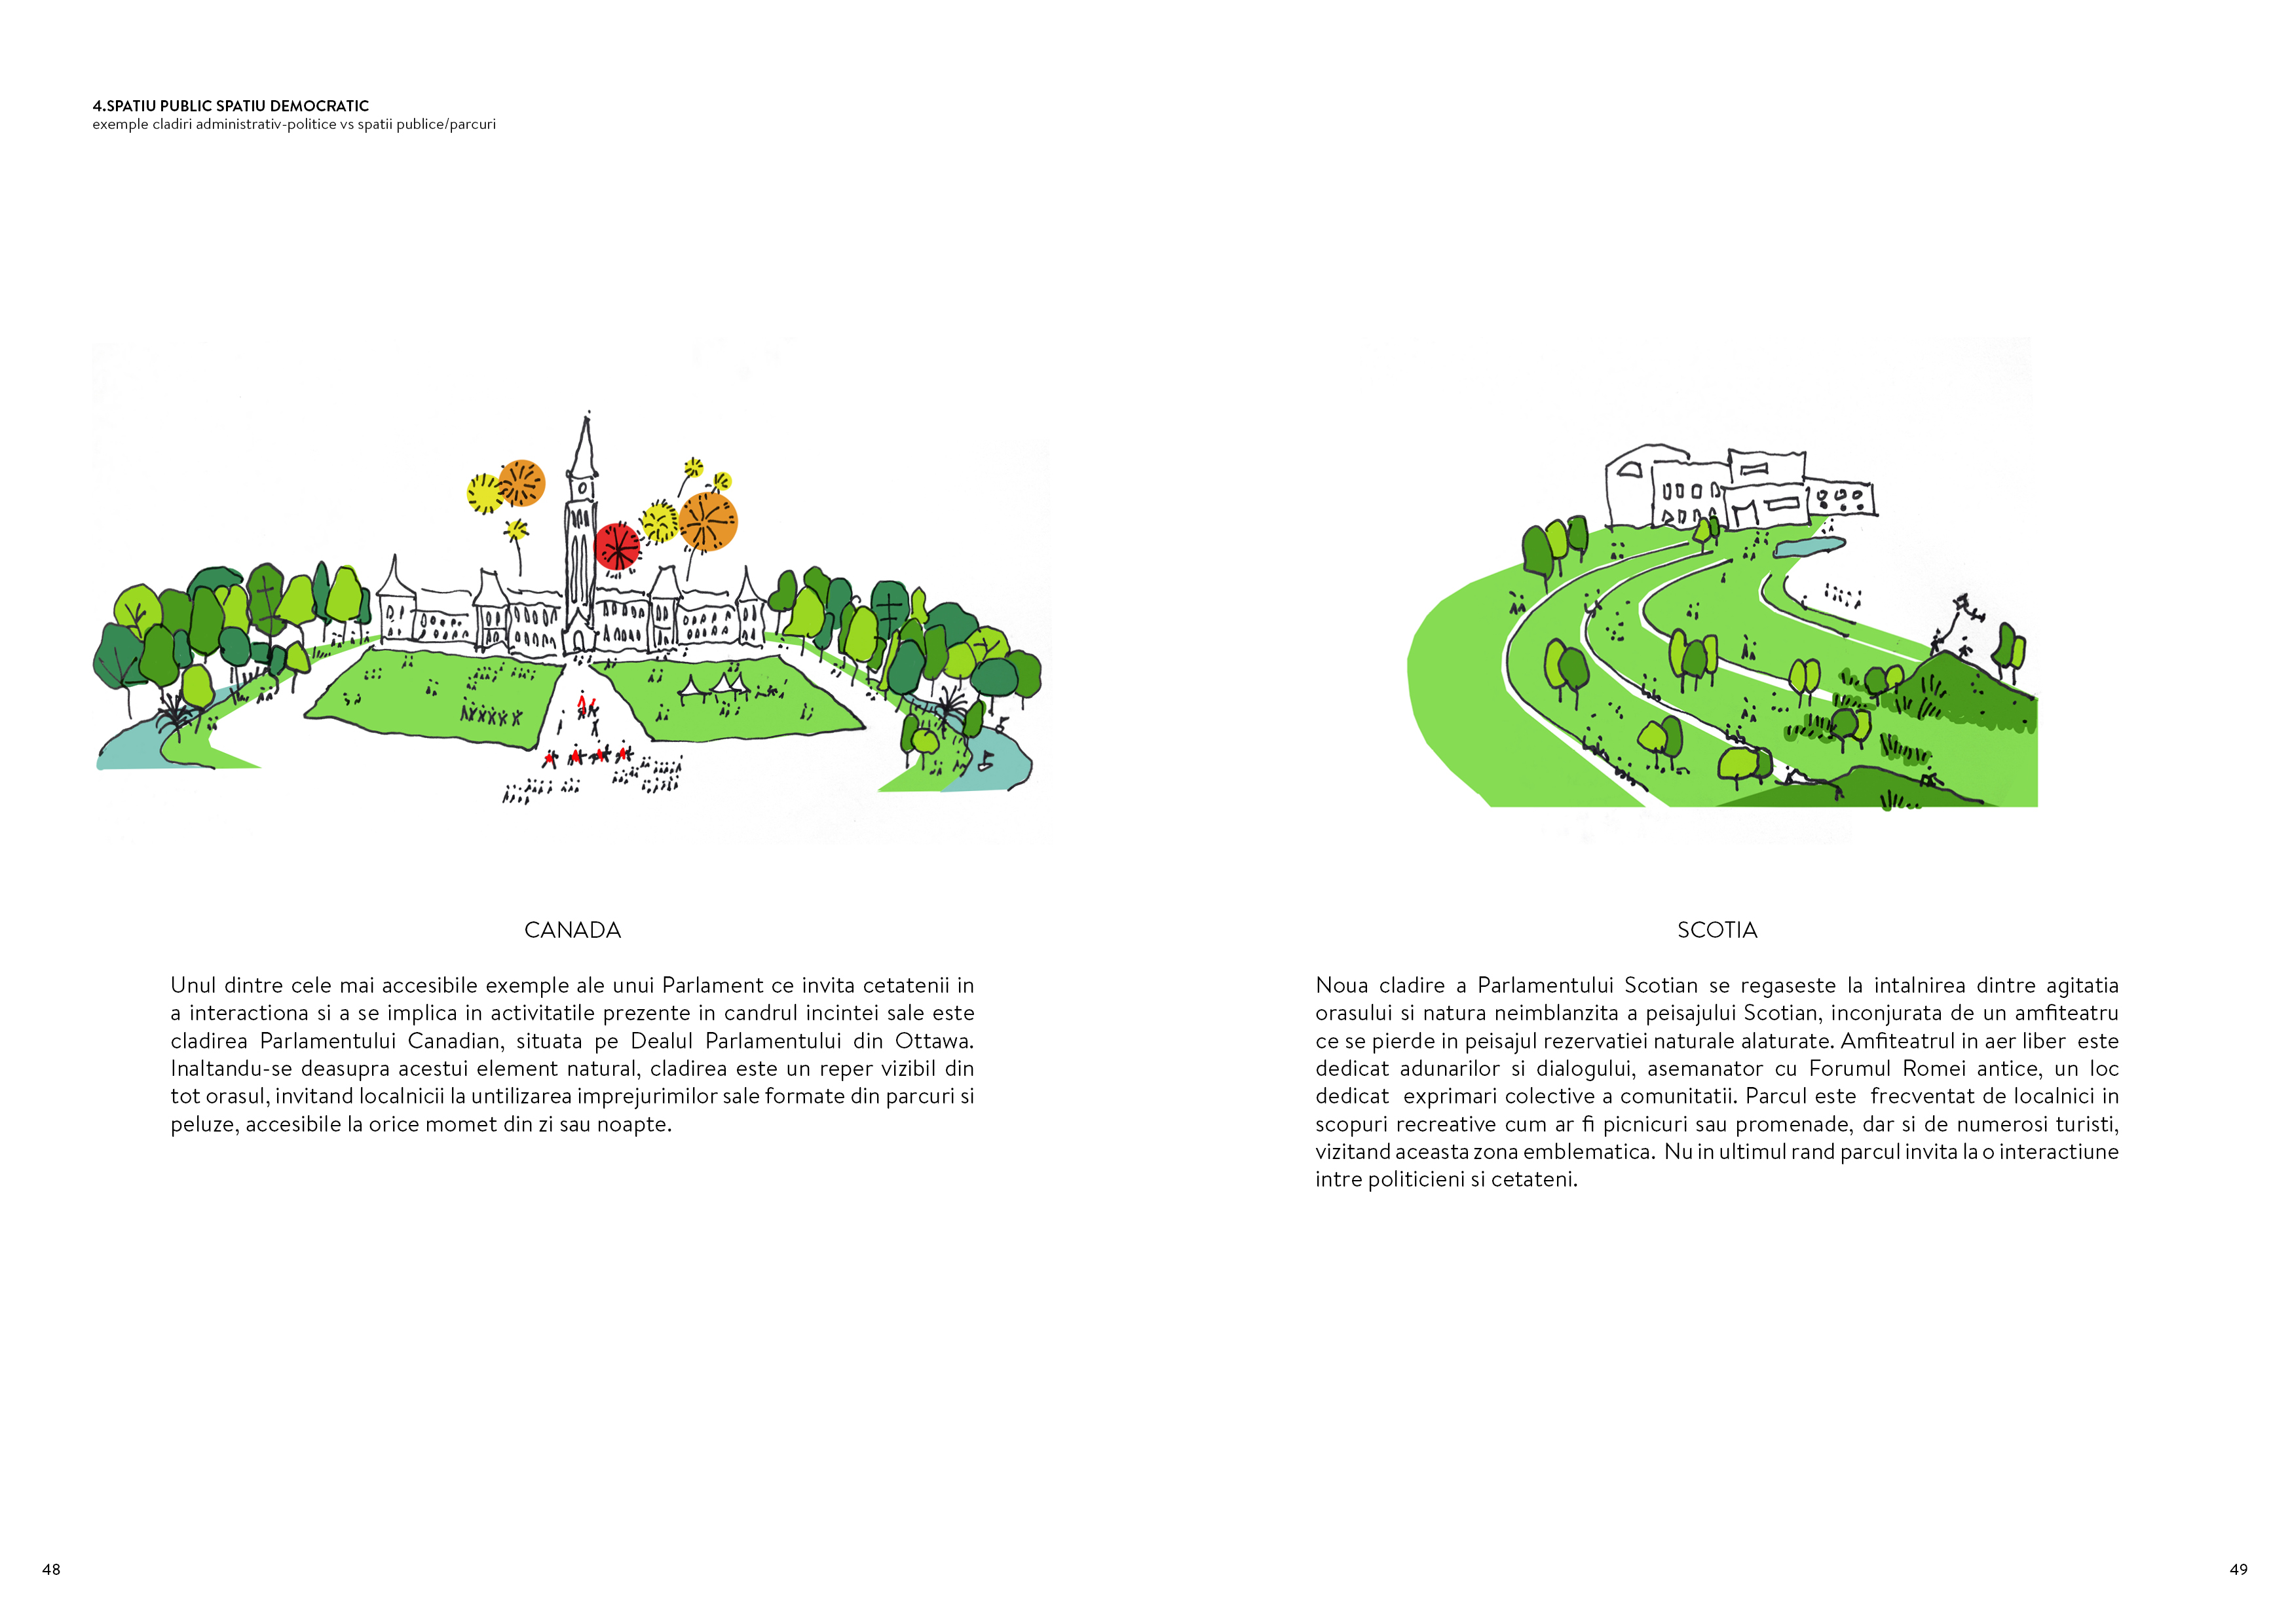 4.SPATIU PUBLIC SPATIU DEMOCRATIC
exemple cladiri administrativ-politice vs spatii publice/parcuri
CANADA
Unul dintre cele mai accesibile exemple ale unui Parlament ce invita cetatenii in
a interactiona si a se implica in activitatile prezente in candrul incintei sale este
cladirea Parlamentului Canadian, situata pe Dealul Parlamentului din Ottawa.
Inaltandu-se deasupra acestui element natural, cladirea este un reper vizibil din
tot orasul, invitand localnicii la untilizarea imprejurimilor sale formate din parcuri si
peluze, accesibile la orice momet din zi sau noapte.
SCOTIA
Noua cladire a Parlamentului Scotian se regaseste la intalnirea dintre agitatia
orasului si natura neimblanzita a peisajului Scotian, inconjurata de un amfiteatru
ce se pierde in peisajul rezervatiei naturale alaturate. Amfiteatrul in aer liber este
dedicat adunarilor si dialogului, asemanator cu Forumul Romei antice, un loc
dedicat exprimari colective a comunitatii. Parcul este frecventat de localnici in
scopuri recreative cum ar fi picnicuri sau promenade, dar si de numerosi turisti,
vizitand aceasta zona emblematica. Nu in ultimul rand parcul invita la o interactiune
intre politicieni si cetateni.
48
49